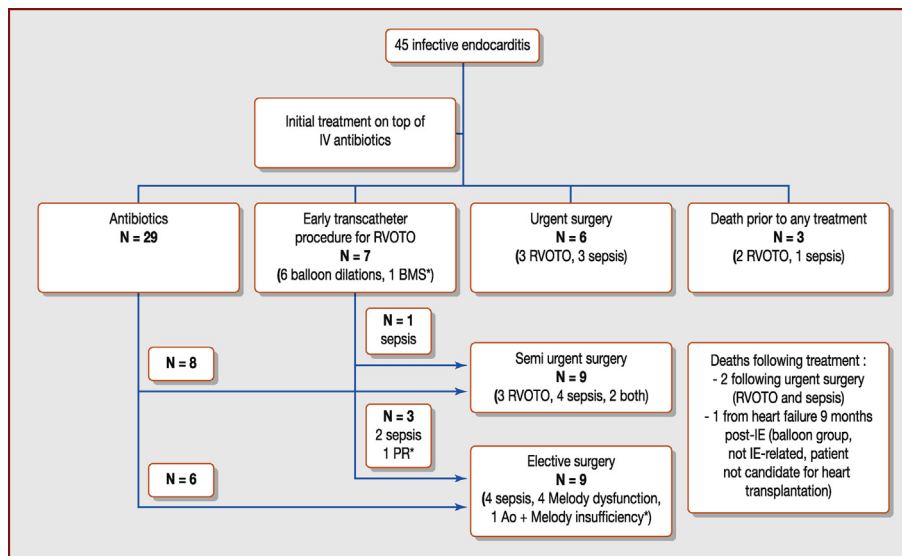 45 infective endocarditis
Initial treatment on top of
IV antibiotics
Antibiotics
N = 29
Early transcatheter
procedure for RVOTO
N = 7
(6 balloon dilations, 1 BMS*)
Urgent surgery
N = 6
(3 RVOTO, 3 sepsis)
Death prior to any treatment
N = 3
(2 RVOTO, 1 sepsis)
N = 1
sepsis
N = 8
Semi urgent surgery
N = 9
(3 RVOTO, 4 sepsis, 2 both)
N = 3
2 sepsis
1 PR*
N = 6
Elective surgery
N = 9
(4 sepsis, 4 Melody dysfunction,
1 Ao + Melody insufficiency*)
Deaths following treatment :
- 2 following urgent surgery
(RVOTO and sepsis)
- 1 from heart failure 9 months
post-IE (balloon group,
not IE-related, patient
not candidate for heart
transplantation)